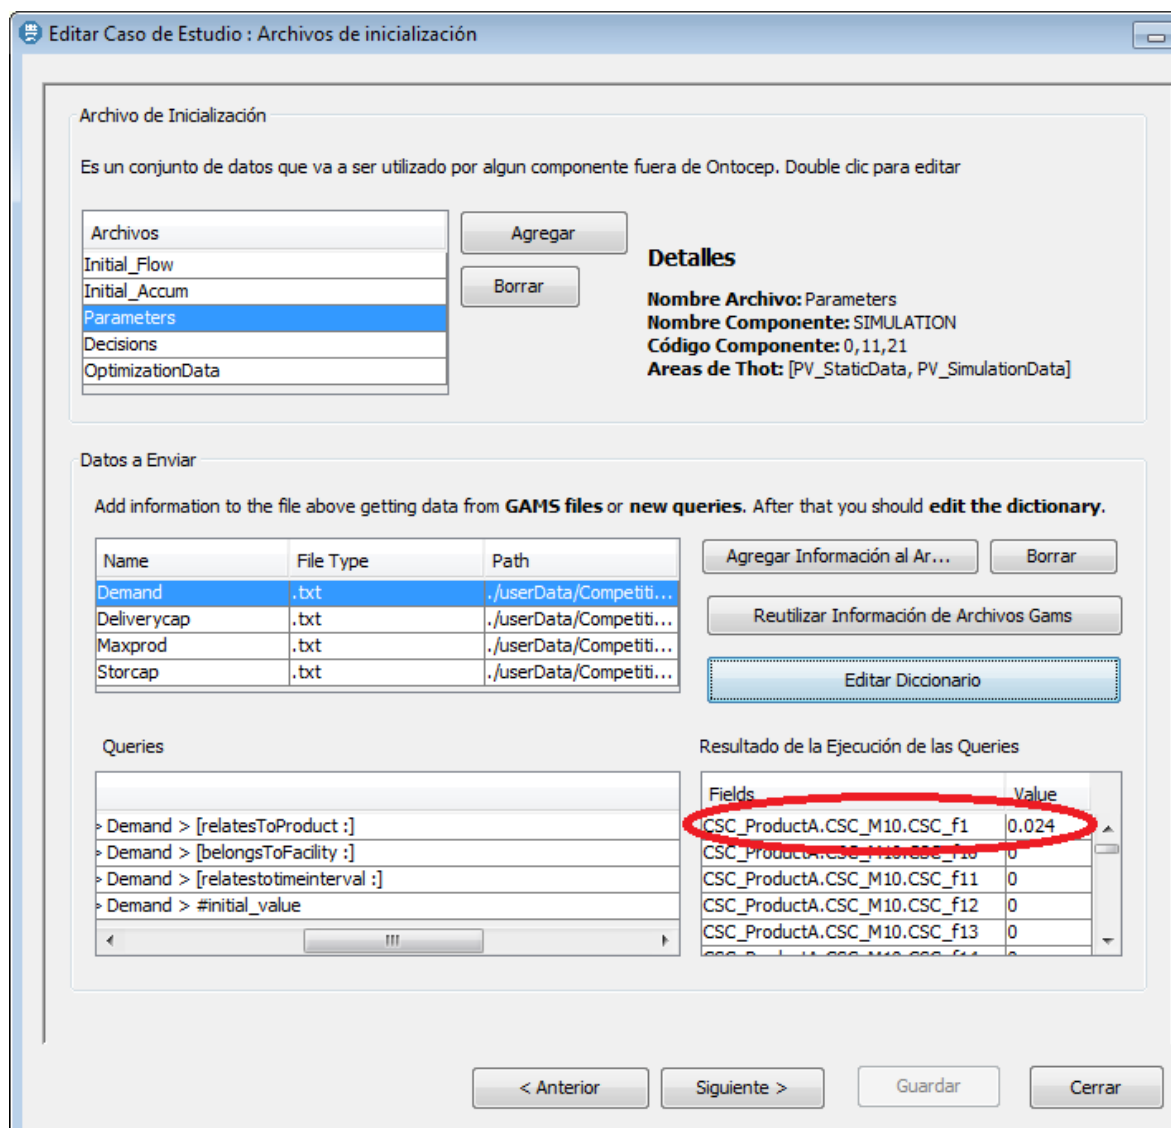 Editar Caso de Estudio : Archivos de inicialización
Archivo de Inicialización
Es un conjunto de datos que va a ser utilizado por algun componente fuera de Ontocep. Double clic para editar
Archivos
Initial_Flow
Initial_Accum
Parameters
Decisions
OptimizationData
Agregar
Borrar
Detalles
Nombre Archivo: Parameters
Nombre Componente: SIMULATION
Código Componente: 0,11,21
Areas de Thot: [PV_StaticData, PV_SimulationData]
Datos a Enviar
Add information to the file above getting data from GAMS files or new queries. After that you should edit the dictionary.
Name File Type Path
Demand .txt ./userData/Competiti...
Deliverycap .txt ./userData/Competiti...
Maxprod .txt ./userData/Competiti...
Storcap .txt ./userData/Competiti...
Agregar Información al Ar...
Borrar
Reutilizar Información de Archivos Gams
Editar Diccionario
Queries
> Demand > [relatesToProduct :]
> Demand > [belongsToFacility :]
> Demand > [relatestotimeinterval :]
> Demand > #initial_value
Resultado de la Ejecución de las Queries
Fields Value
CSC_ProductA.CSC_M10.CSC_f1 0.024
CSC_ProductA.CSC_M10.CSC_f10 0
CSC_ProductA.CSC_M10.CSC_f11 0
CSC_ProductA.CSC_M10.CSC_f12 0
CSC_ProductA.CSC_M10.CSC_f13 0
< Anterior
Siguiente >
Guardar
Cerrar